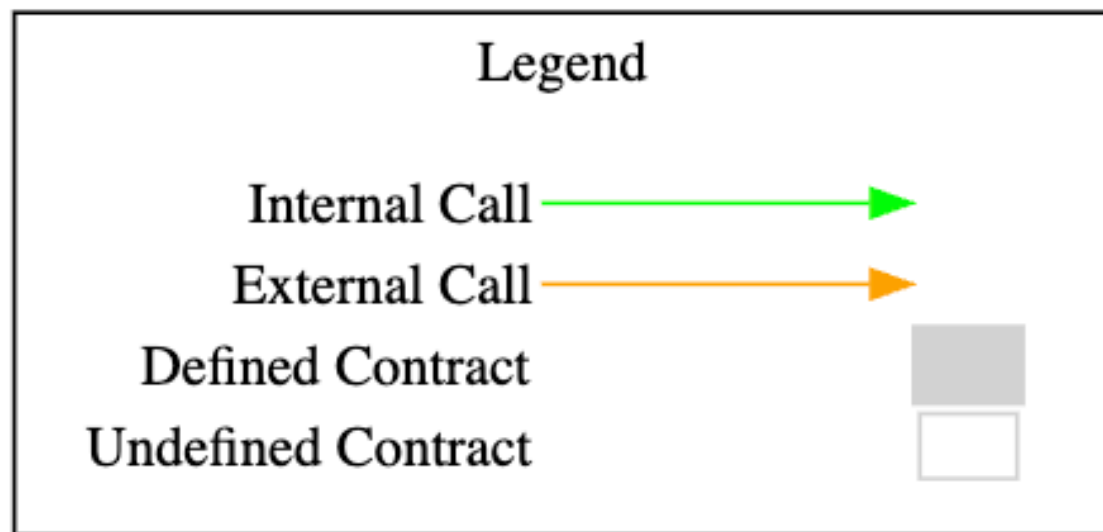 Legend
Internal Call
External Call
Defined Contract
Undefined Contract